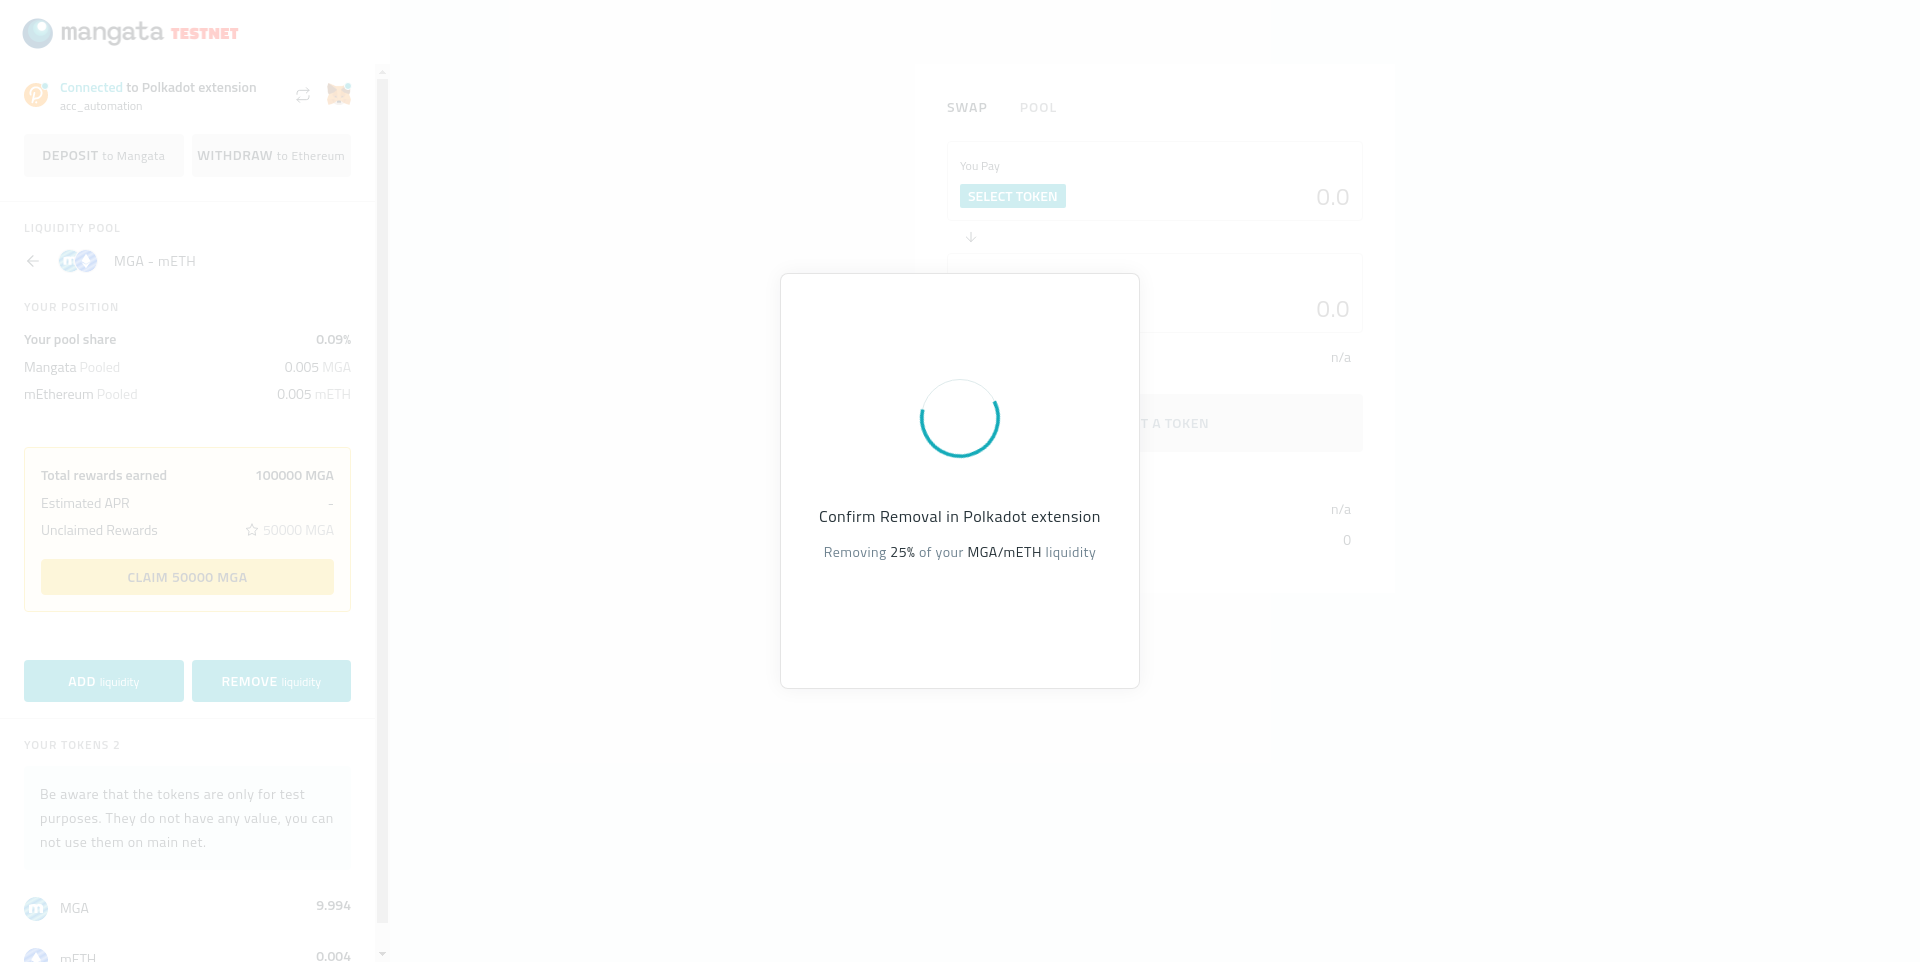 mangata TESTNET
Connected to Polkadot extension
acc_automation
DEPOSIT to Mangata
WITHDRAW to Ethereum
LIQUIDITY POOL
MGA - mETH
YOUR POSITION
Your pool share 0.09%
Mangata Pooled 0.005 MGA
mEthereum Pooled 0.005 mETH
Total rewards earned 100000 MGA
Estimated APR -
Unclaimed Rewards 50000 MGA
CLAIM 50000 MGA
ADD liquidity
REMOVE liquidity
YOUR TOKENS 2
Be aware that the tokens are only for test
purposes. They do not have any value, you can
not use them on main net.
MGA 9.994
mETH 0.004
SWAP POOL
You Pay
SELECT TOKEN 0.0
0.0
n/a
T A TOKEN
n/a
0
Confirm Removal in Polkadot extension
Removing 25% of your MGA/mETH liquidity